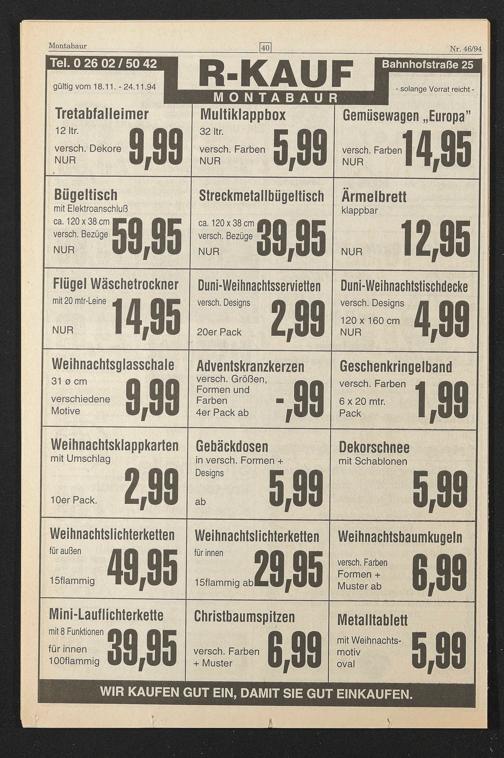 Montabaur
40
Nr. 46/94
Tel. 0 26 02 / 50 42
R-KAUF
MONTABAUR
Bahnhofstraße 25
gültig vom 18.11. - 24.11.94
- solange Vorrat reicht -
Tretabfalleimer
12 ltr.
versch. Dekore
NUR
9,99
Multiklappbox
32 ltr.
versch. Farben
NUR
5,99
Gemüsewagen „Europa"
versch. Farben
NUR
14,95
Bügeltisch
mit Elektroanschluß
ca. 120 x 38 cm
versch. Bezüge
NUR
59,95
Streckmetallbügeltisch
ca. 120 x 38 cm
versch. Bezüge
NUR
39,95
Ärmelbrett
klappbar
NUR
12,95
Flügel Wäschetrockner
mit 20 mtr-Leine
NUR
14,95
Duni-Weihnachtsservietten
versch. Designs
20er Pack
2,99
Duni-Weihnachtstischdecke
versch. Designs
120 x 160 cm
NUR
4,99
Weihnachtsglasschale
31 ø cm
verschiedene
Motive
9,99
Adventskranzkerzen
versch. Größen,
Formen und
Farben
4er Pack ab
-,99
Geschenkringelband
versch. Farben
6 x 20 mtr.
Pack
1,99
Weihnachtsklappkarten
mit Umschlag
10er Pack.
2,99
Gebäckdosen
in versch. Formen +
Designs
ab
5,99
Dekorschnee
mit Schablonen
5,99
Weihnachtslichterketten
für außen
15flammig
49,95
Weihnachtslichterketten
für innen
15flammig ab
29,95
Weihnachtsbaumkugeln
versch. Farben
Formen +
Muster ab
6,99
Mini-Lauflichterkette
mit 8 Funktionen
für innen
100flammig
39,95
Christbaumspitzen
versch. Farben
+ Muster
6,99
Metalltablett
mit Weihnachts-
motiv
oval
5,99
WIR KAUFEN GUT EIN, DAMIT SIE GUT EINKAUFEN.